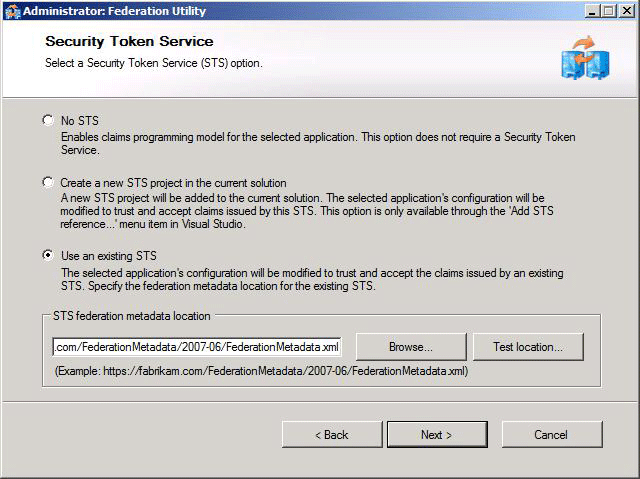 Administrator: Federation Utility
Security Token Service
Select a Security Token Service (STS) option.
No STS
Enables claims programming model for the selected application. This option does not require a Security Token
Service.
Create a new STS project in the current solution
A new STS project will be added to the current solution. The selected application's configuration will be
modified to trust and accept claims issued by this STS. This option is only available through the 'Add STS
reference...' menu item in Visual Studio.
Use an existing STS
The selected application's configuration will be modified to trust and accept the claims issued by an existing
STS. Specify the federation metadata location for the existing STS.
STS federation metadata location
.com/FederationMetadata/2007-06/FederationMetadata.xml
Browse...
Test location...
(Example: https://fabrikam.com/FederationMetadata/2007-06/FederationMetadata.xml)
< Back
Next >
Cancel